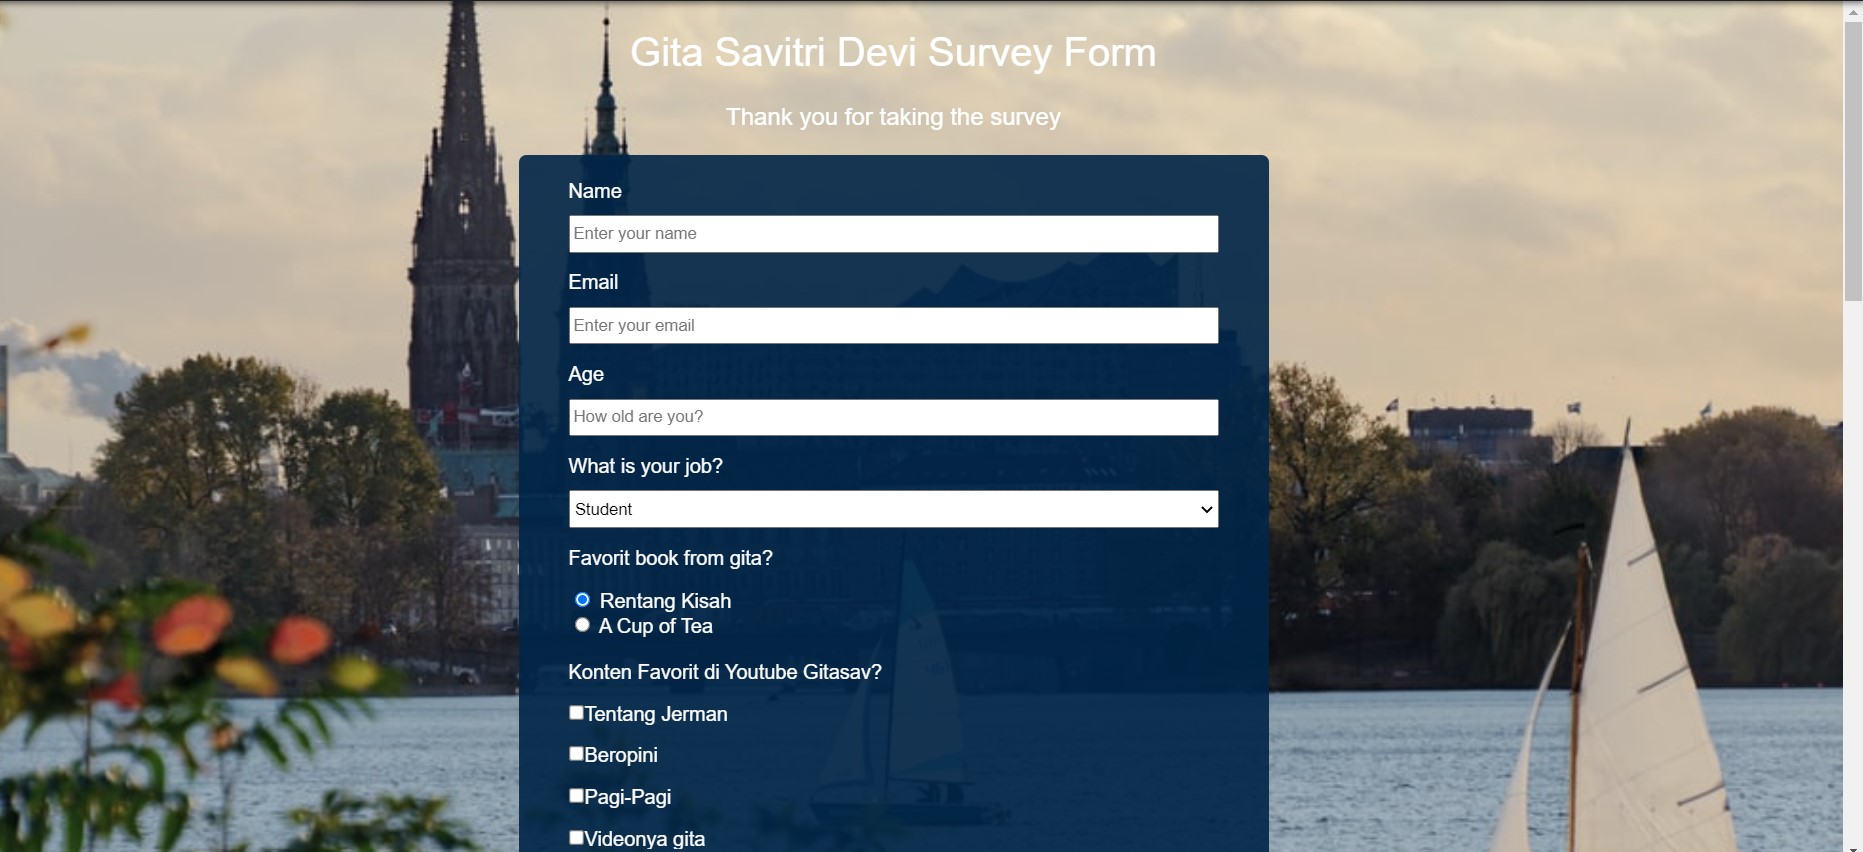 Gita Savitri Devi Survey Form
Thank you for taking the survey
Name
Enter your name
Email
Enter your email
Age
How old are you?
What is your job?
Student
Favorit book from gita?
Rentang Kisah
A Cup of Tea
Konten Favorit di Youtube Gitasav?
Tentang Jerman
Beropini
Pagi-Pagi
Videonya gita